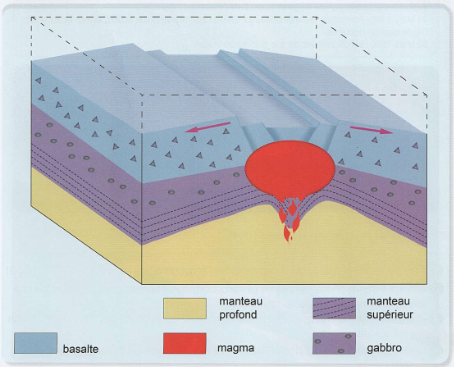 manteau
profond
manteau
supérieur
basalte
magma
gabbro